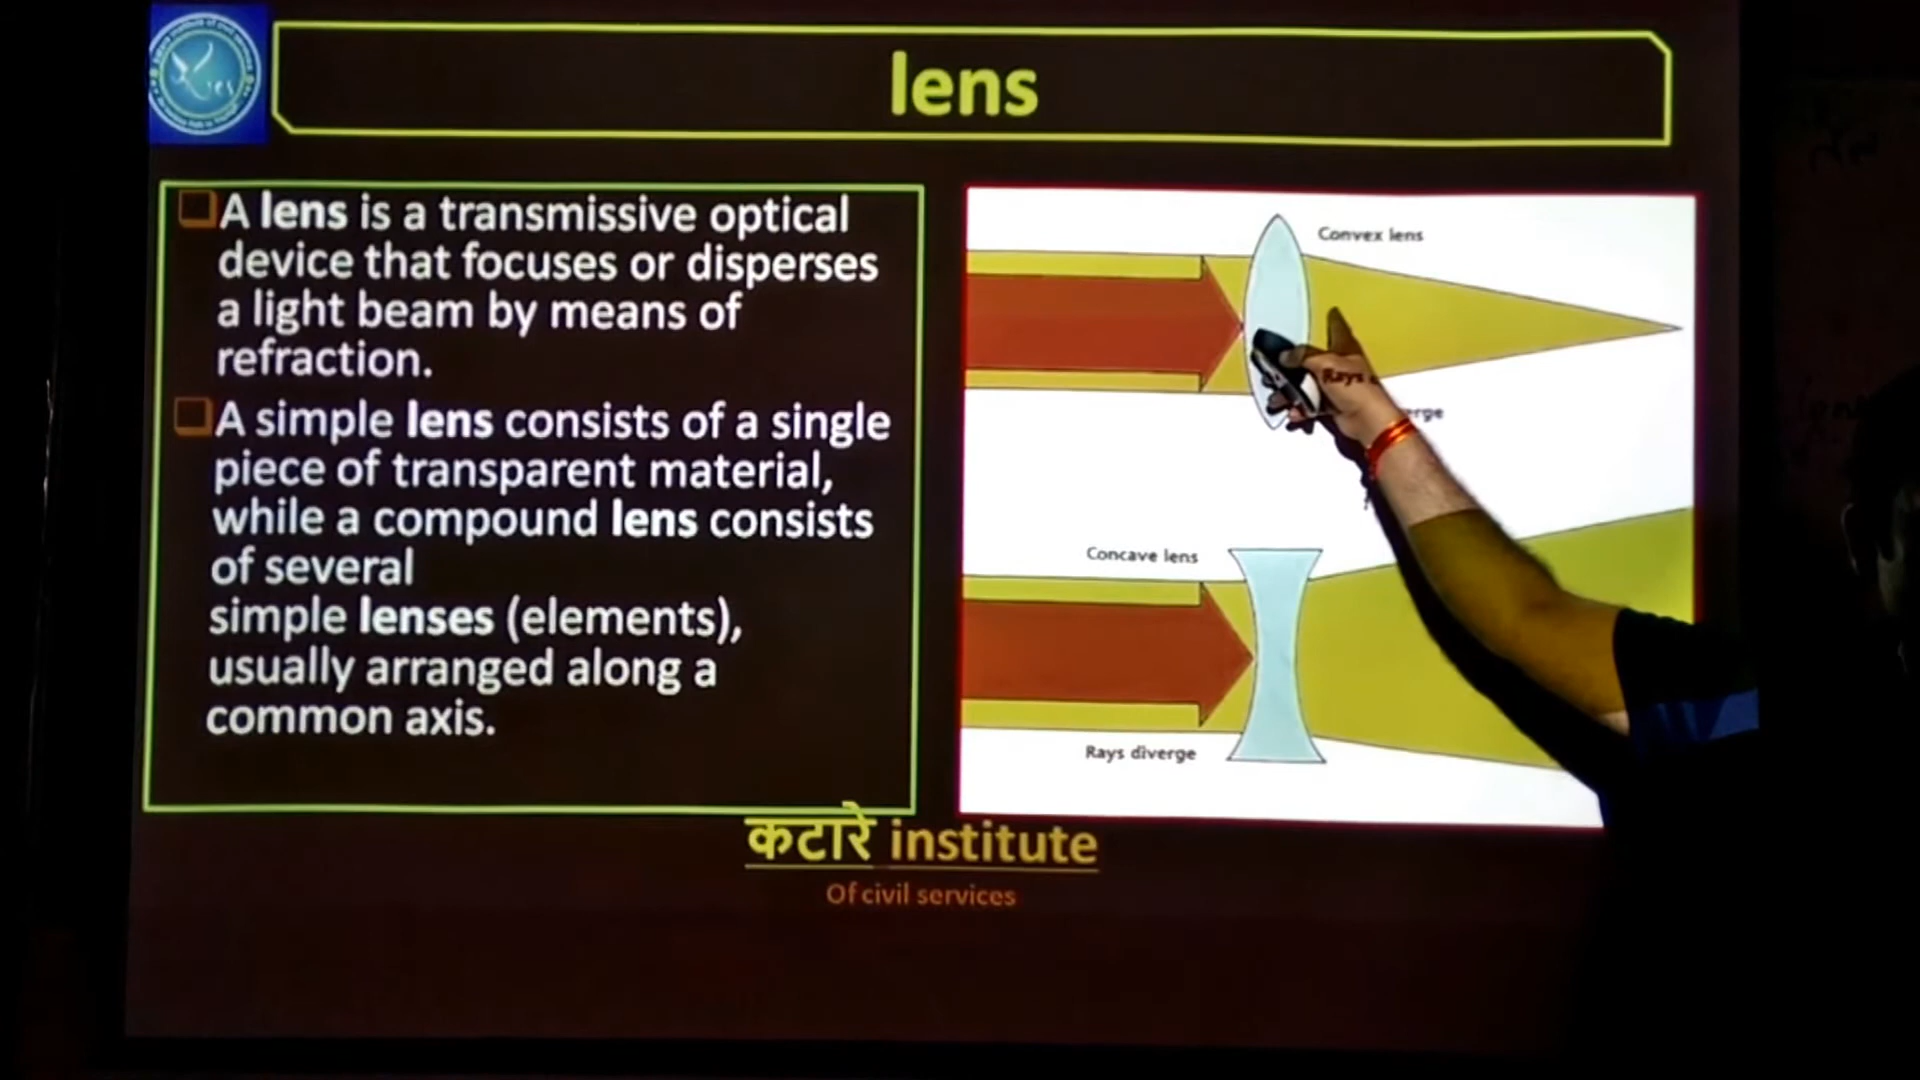 lens
A lens is a transmissive optical
device that focuses or disperses
a light beam by means of
refraction.
A simple lens consists of a single
piece of transparent material,
while a compound lens consists
of several
simple lenses (elements),
usually arranged along a
common axis.
Convex lens
Rays
Concave lens
Rays diverge
कटारे institute
Of civil services